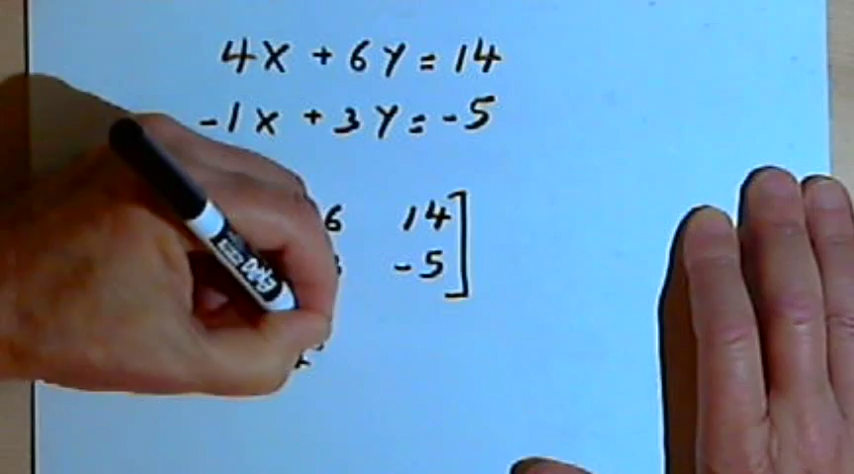 4x + 6y = 14
-1x + 3y = -5
6 14]
-5]